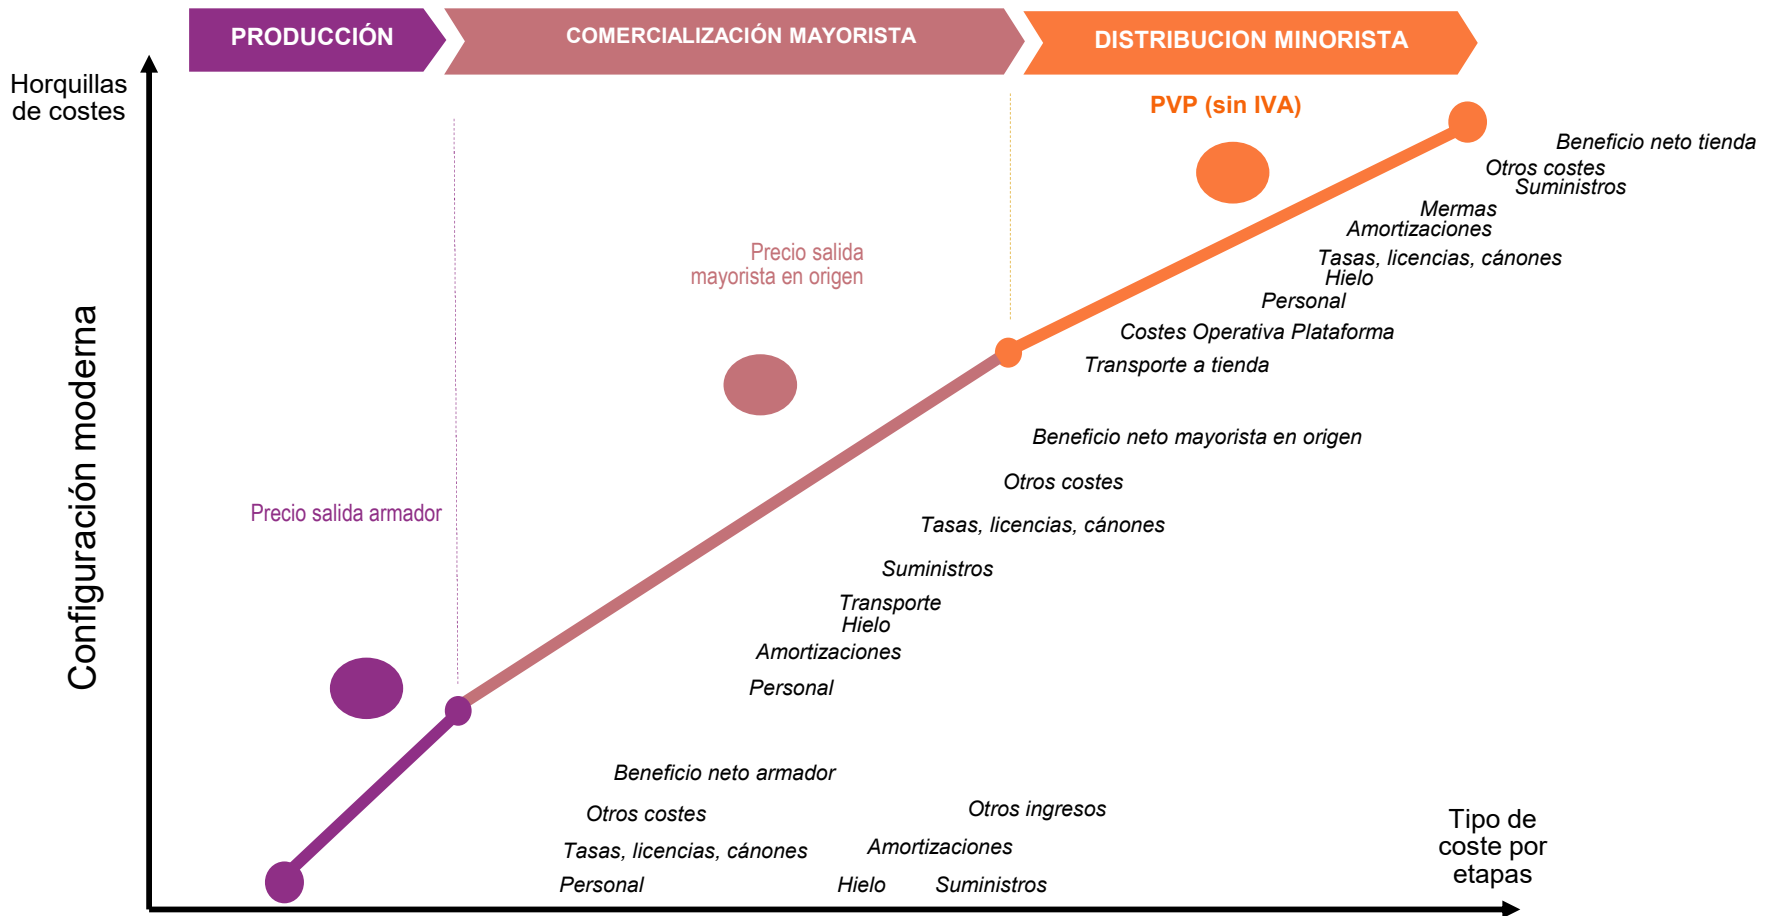 PRODUCCIÓN
COMERCIALIZACIÓN MAYORISTA
DISTRIBUCION MINORISTA
Horquillas
de costes
PVP (sin IVA)
Beneficio neto tienda
Otros costes
Suministros
Mermas
Amortizaciones
Tasas, licencias, cánones
Hielo
Personal
Costes Operativa Plataforma
Transporte a tienda
Precio salida
mayorista en origen
Configuración moderna
Beneficio neto mayorista en origen
Otros costes
Tasas, licencias, cánones
Suministros
Transporte
Hielo
Amortizaciones
Personal
Precio salida armador
Beneficio neto armador
Otros costes
Otros ingresos
Tasas, licencias, cánones
Amortizaciones
Personal
Hielo
Suministros
Tipo de
coste por
etapas